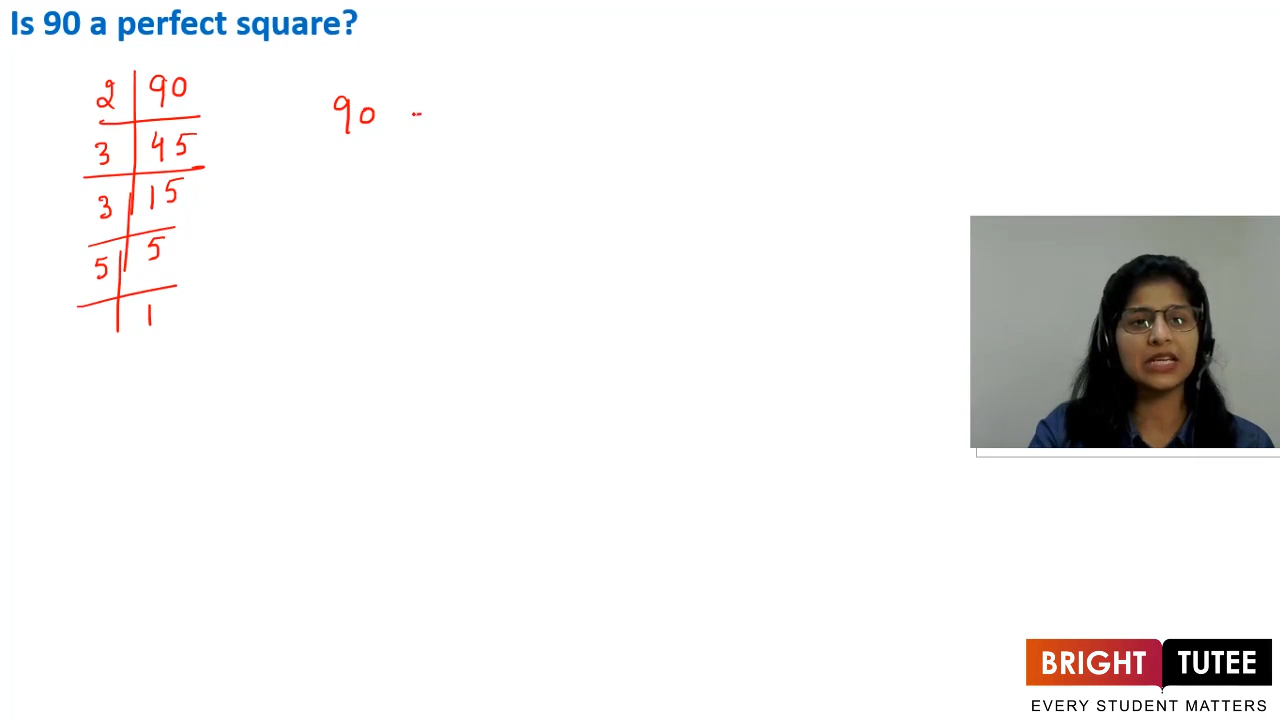 Is 90 a perfect square?
2 90
3 45
3 15
5 5
1
90
BRIGHT TUTEE
EVERY STUDENT MATTERS